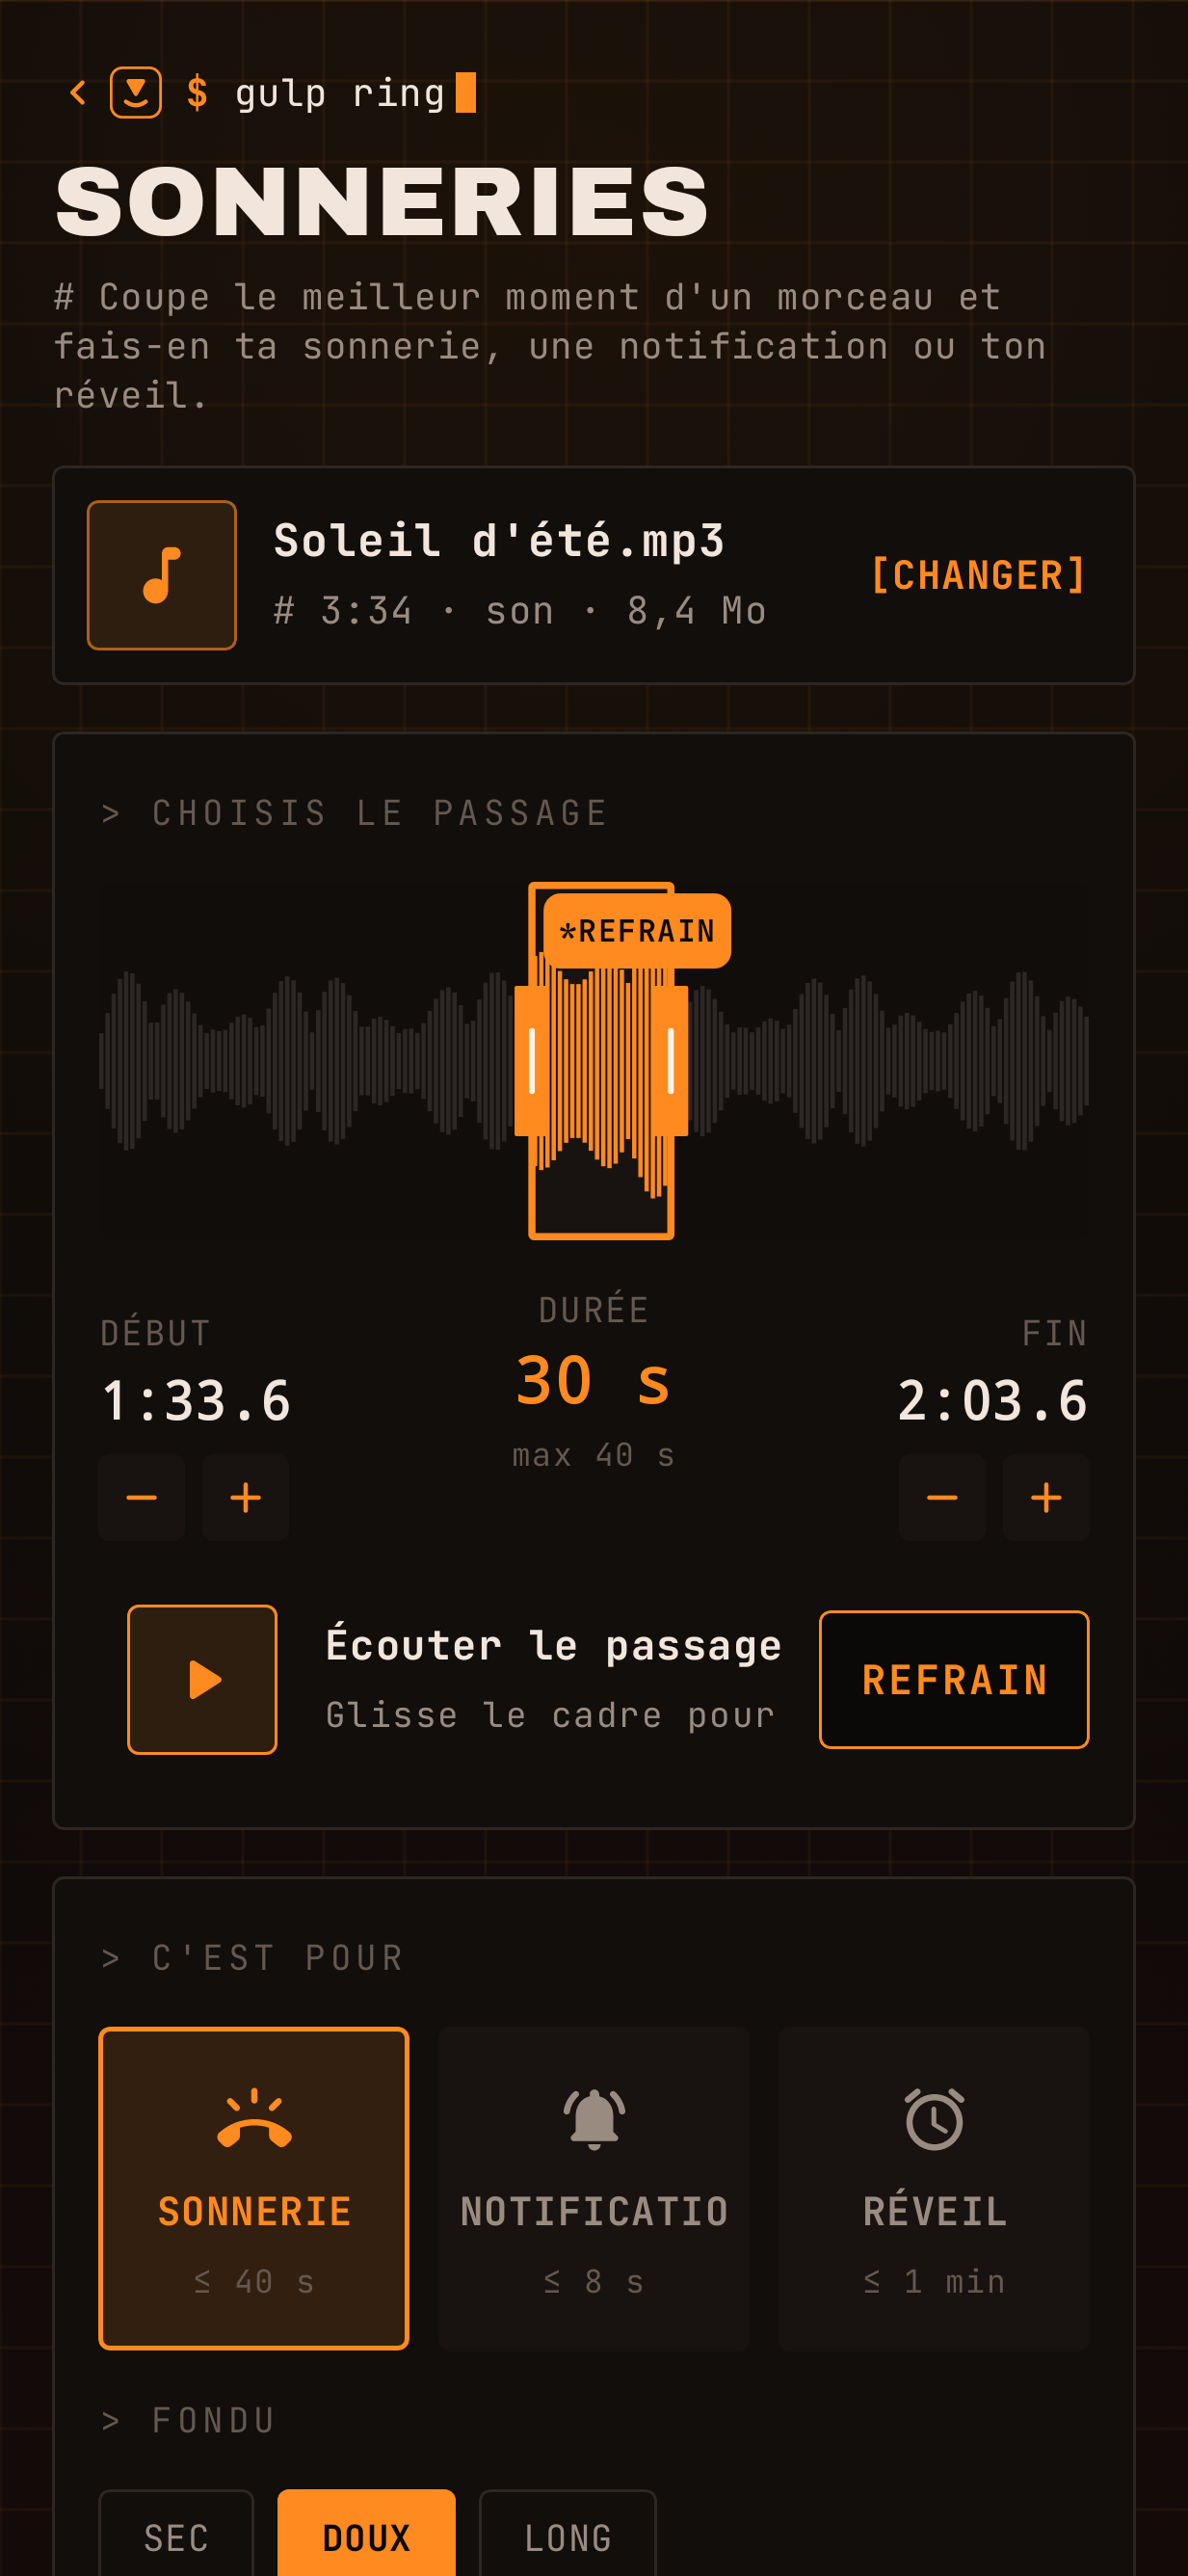 $ gulp ring
SONNERIES
# Coupe le meilleur moment d'un morceau et
fais-en ta sonnerie, une notification ou ton
réveil.
Soleil d'été.mp3
# 3:34 · son · 8,4 Mo
[CHANGER]
> CHOISIS LE PASSAGE
*REFRAIN
DÉBUT
1:33.6
DURÉE
30 s
max 40 s
FIN
2:03.6
Écouter le passage
Glisse le cadre pour
REFRAIN
> C'EST POUR
SONNERIE
≤ 40 s
NOTIFICATIO
≤ 8 s
RÉVEIL
≤ 1 min
> FONDU
SEC
DOUX
LONG